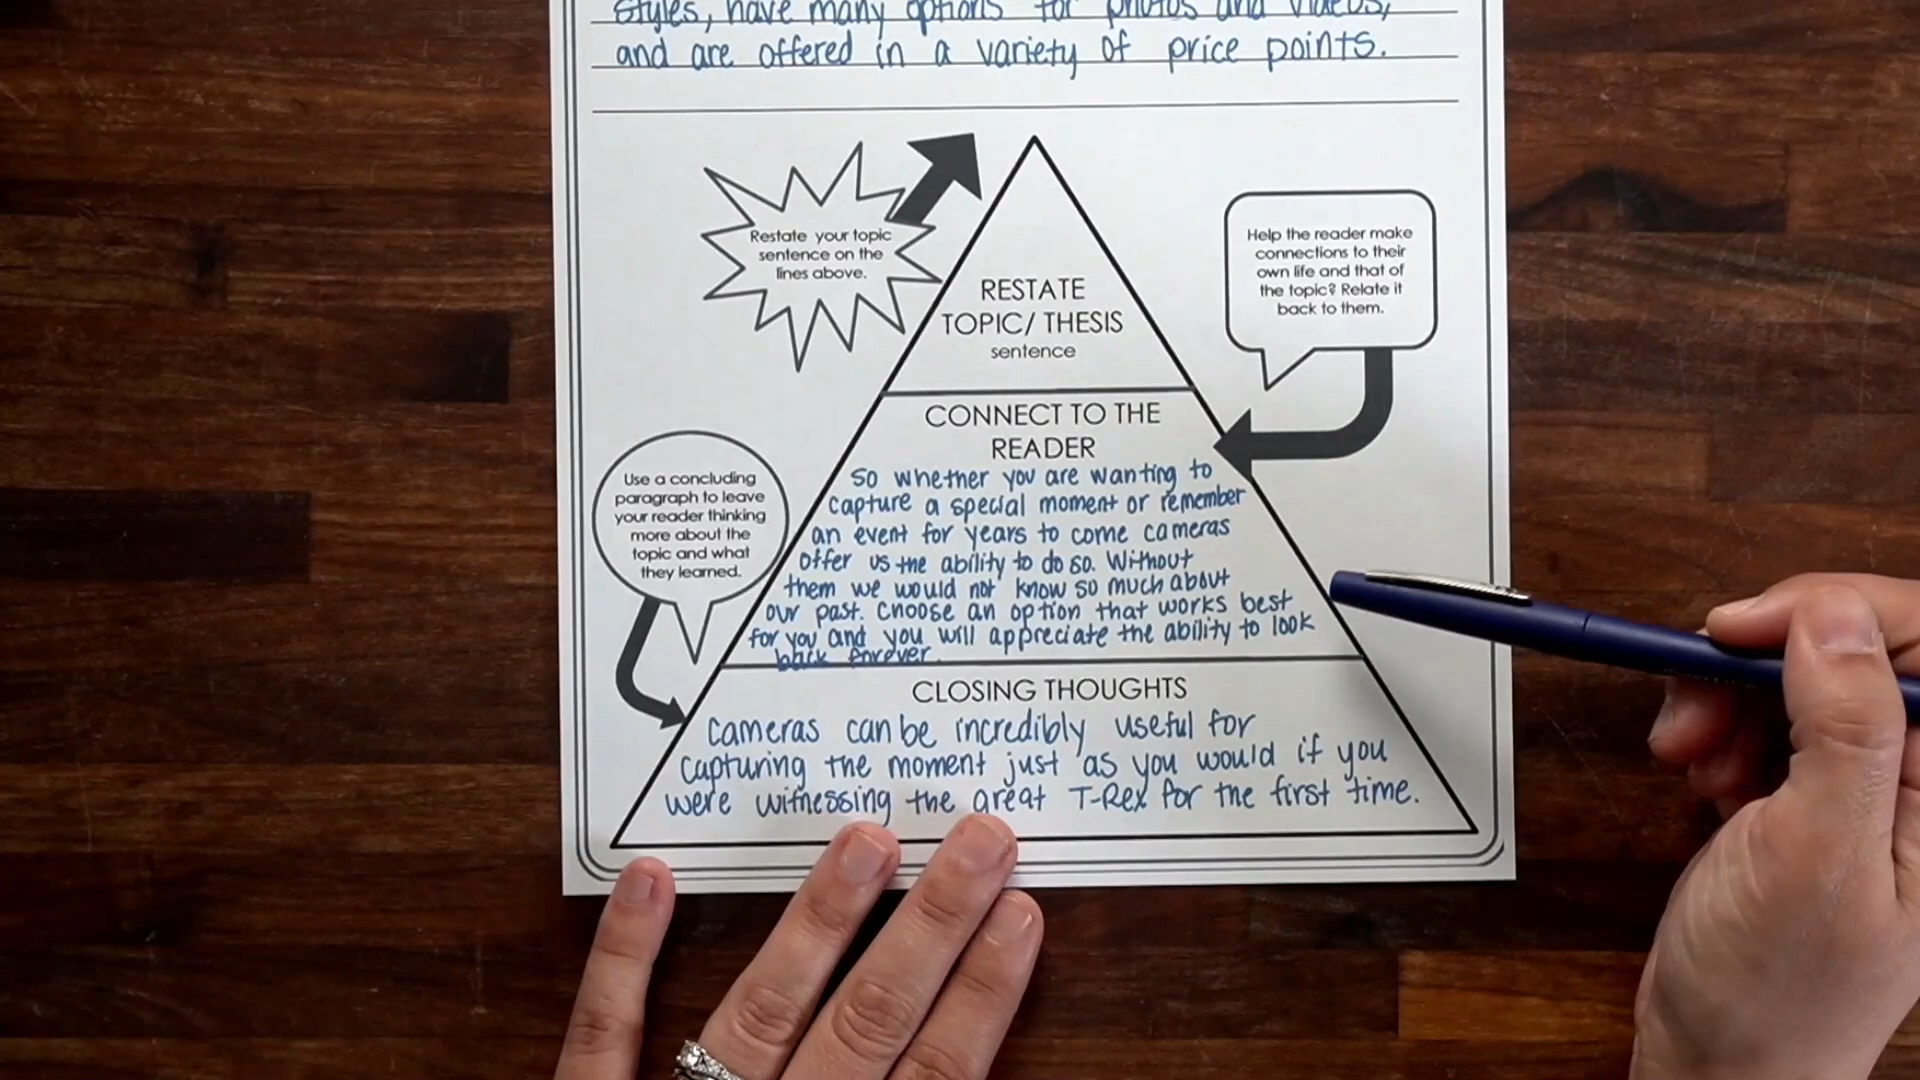 styles, have many options for photos and videos,
and are offered in a variety of price points.
Restate your topic
sentence on the
lines above.
Help the reader make
connections to their
own life and that of
the topic? Relate it
back to them.
RESTATE
TOPIC/ THESIS
sentence
CONNECT TO THE
READER
So whether you are wanting to
capture a special moment or remember
an event for years to come cameras
offer us the ability to do so. Without
them we would not know so much about
our past. Choose an option that works best
for you and you will appreciate the ability to look
back forever.
Use a concluding
paragraph to leave
your reader thinking
more about the
topic and what
they learned.
CLOSING THOUGHTS
Cameras can be incredibly useful for
capturing the moment just as you would if you
were witnessing the great T-Rex for the first time.